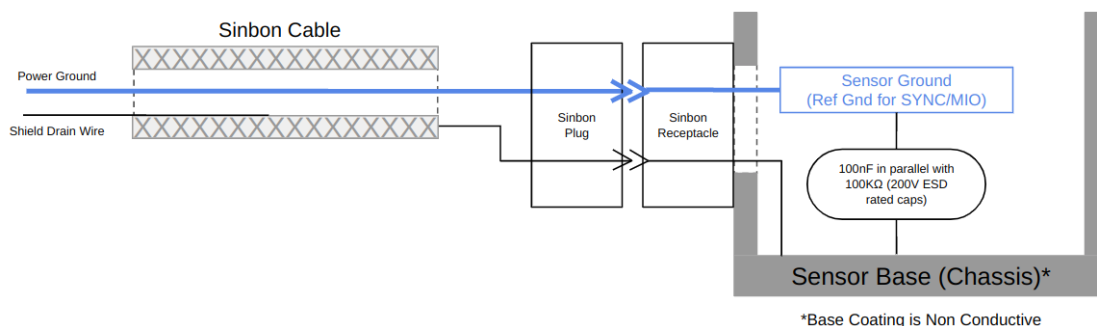 Sinbon Cable
Power Ground
Shield Drain Wire
Sinbon
Plug
Sinbon
Receptacle
Sensor Ground
(Ref Gnd for SYNC/MIO)
100nF in parallel with
100KΩ (200V ESD
rated caps)
Sensor Base (Chassis)*
*Base Coating is Non Conductive